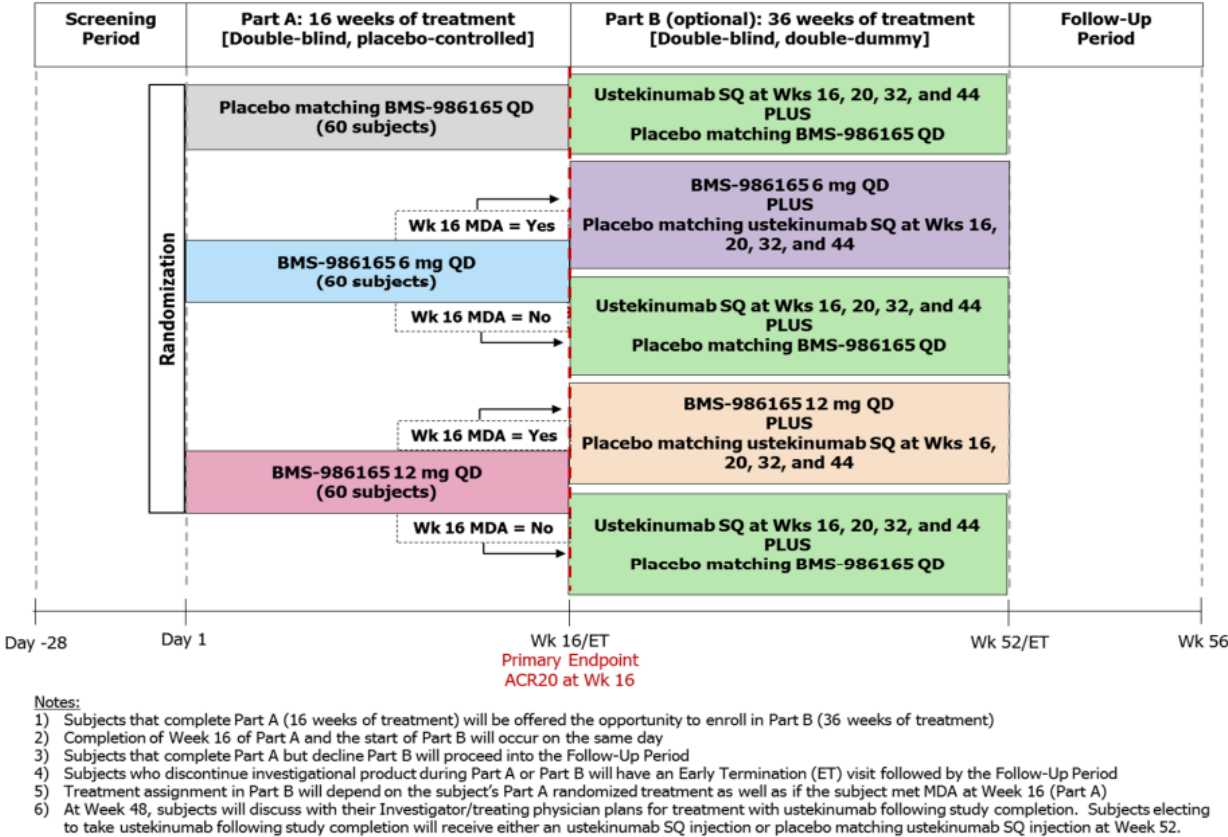 Screening
Period
Part A: 16 weeks of treatment
[Double-blind, placebo-controlled]
Part B (optional): 36 weeks of treatment
[Double-blind, double-dummy]
Follow-Up
Period
Randomization
Placebo matching BMS-986165 QD
(60 subjects)
Ustekinumab SQ at Wks 16, 20, 32, and 44
PLUS
Placebo matching BMS-986165 QD
Wk 16 MDA = Yes
BMS-986165 6 mg QD
PLUS
Placebo matching ustekinumab SQ at Wks 16,
20, 32, and 44
BMS-986165 6 mg QD
(60 subjects)
Wk 16 MDA = No
Ustekinumab SQ at Wks 16, 20, 32, and 44
PLUS
Placebo matching BMS-986165 QD
Wk 16 MDA = Yes
BMS-986165 12 mg QD
PLUS
Placebo matching ustekinumab SQ at Wks 16,
20, 32, and 44
BMS-986165 12 mg QD
(60 subjects)
Wk 16 MDA = No
Ustekinumab SQ at Wks 16, 20, 32, and 44
PLUS
Placebo matching BMS-986165 QD
Day -28
Day 1
Wk 16/ET
Primary Endpoint
ACR20 at Wk 16
Wk 52/ET
Wk 56
Notes:
1) Subjects that complete Part A (16 weeks of treatment) will be offered the opportunity to enroll in Part B (36 weeks of treatment)
2) Completion of Week 16 of Part A and the start of Part B will occur on the same day
3) Subjects that complete Part A but decline Part B will proceed into the Follow-Up Period
4) Subjects who discontinue investigational product during Part A or Part B will have an Early Termination (ET) visit followed by the Follow-Up Period
5) Treatment assignment in Part B will depend on the subject's Part A randomized treatment as well as if the subject met MDA at Week 16 (Part A)
6) At Week 48, subjects will discuss with their Investigator/treating physician plans for treatment with ustekinumab following study completion. Subjects electing
to take ustekinumab following study completion will receive either an ustekinumab SQ injection or placebo matching ustekinumab SQ injection at Week 52.